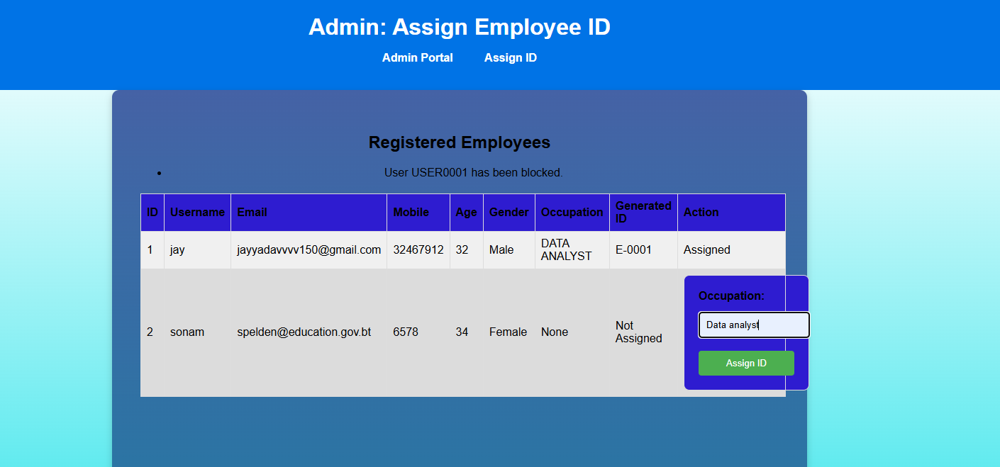 Admin: Assign Employee ID
Admin Portal Assign ID
Registered Employees
• User USER0001 has been blocked.
ID Username Email Mobile Age Gender Occupation Generated ID Action
1 jay jayyadavvvv150@gmail.com 32467912 32 Male DATA ANALYST E-0001 Assigned
2 sonam spelden@education.gov.bt 6578 34 Female None Not Assigned
Occupation:
Data analyst
Assign ID